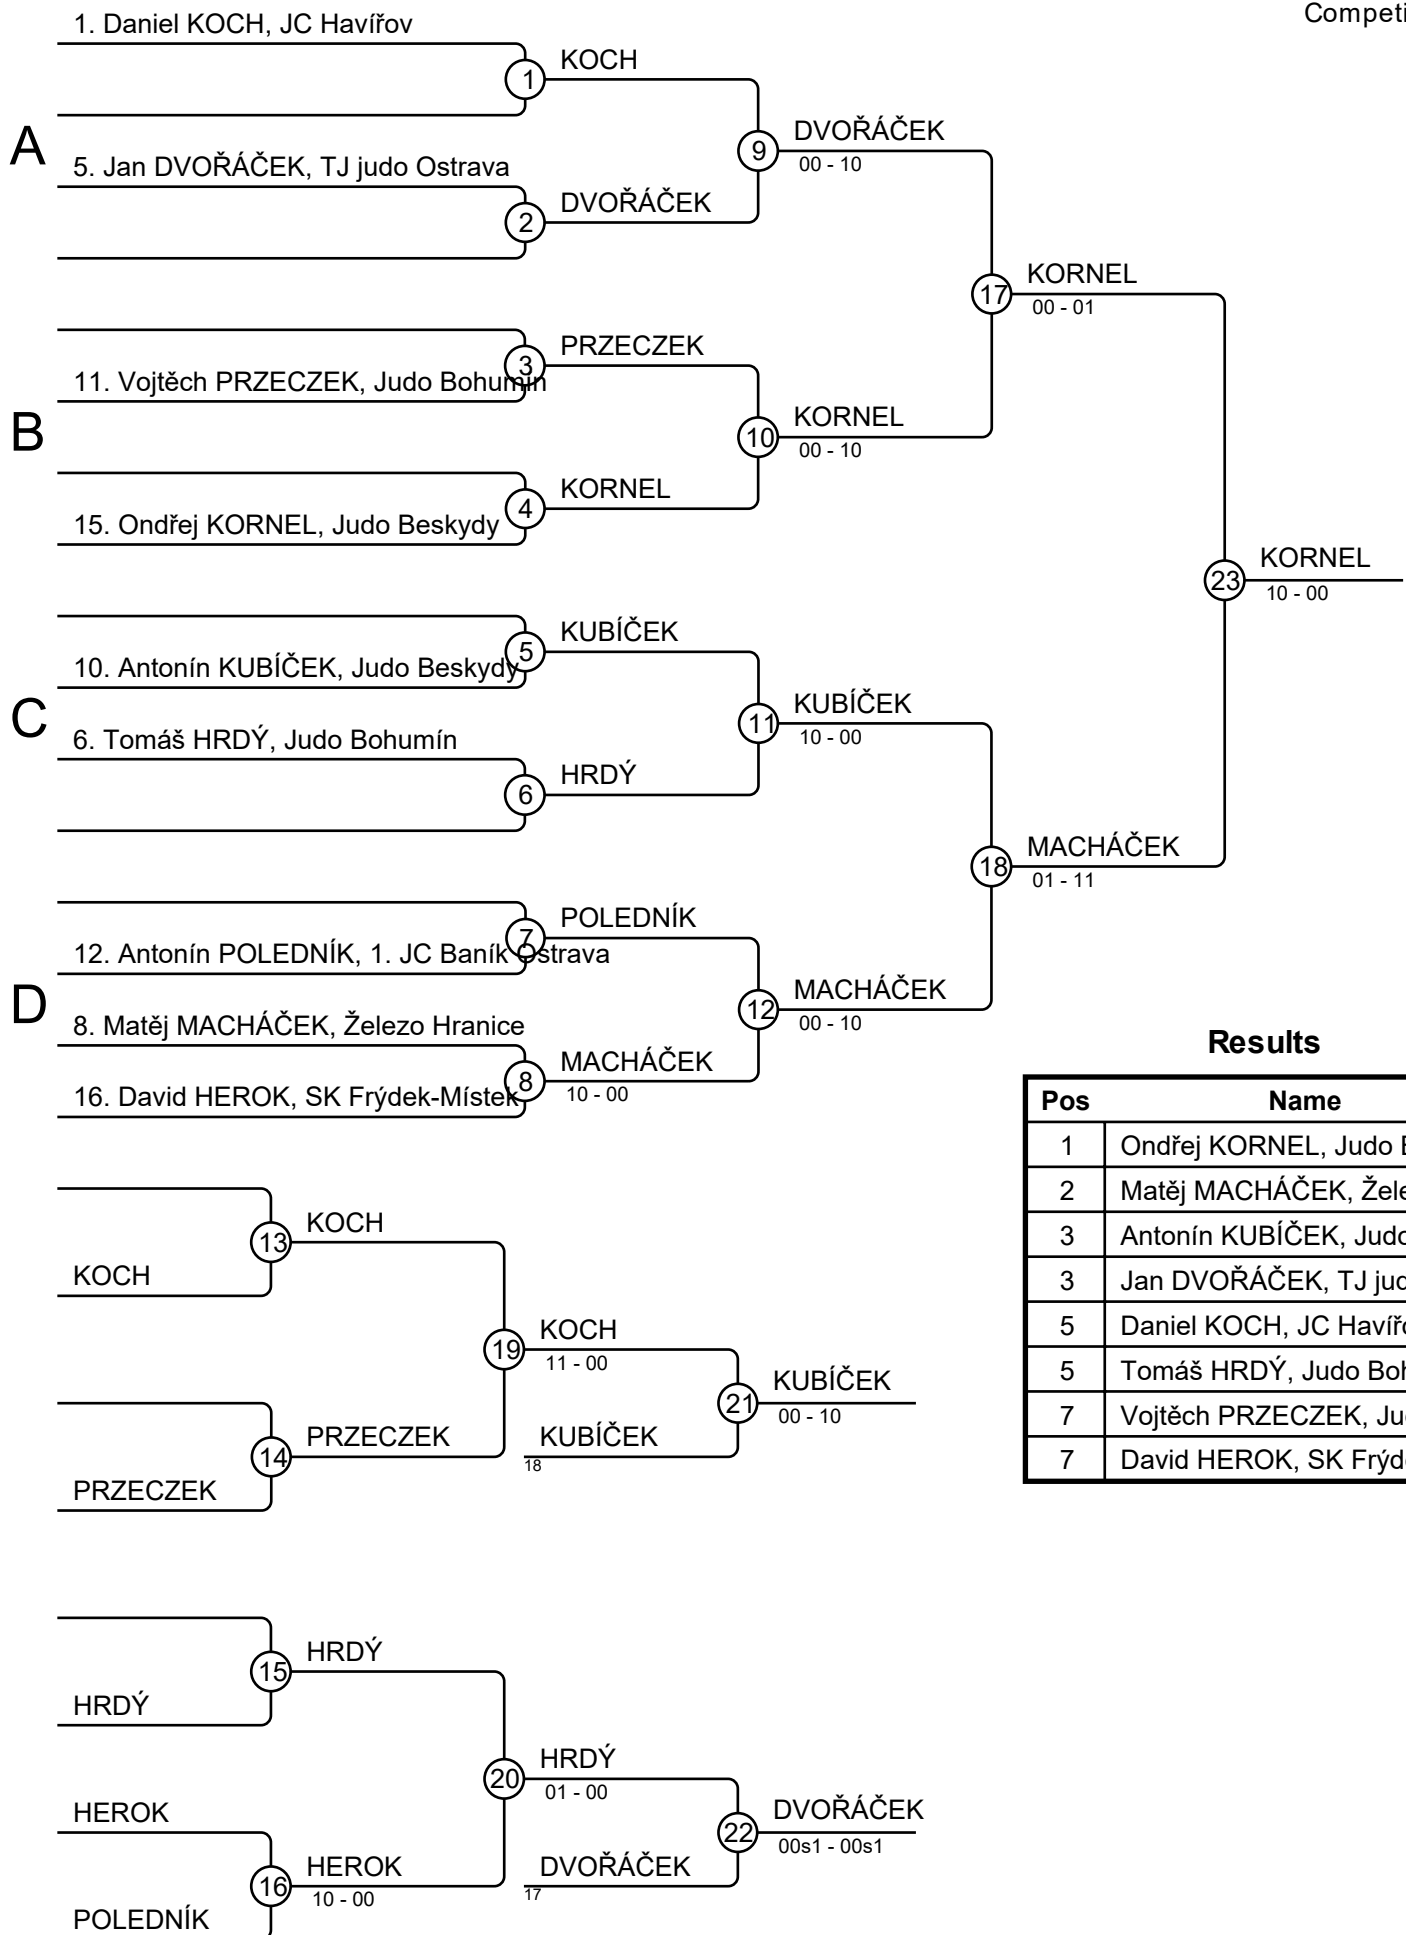 Competi
1. Daniel KOCH, JC Havířov
1
KOCH
A
9
DVOŘÁČEK
00 - 10
5. Jan DVOŘÁČEK, TJ judo Ostrava
2
DVOŘÁČEK
17
KORNEL
00 - 01
3
PRZECZEK
11. Vojtěch PRZECZEK, Judo Bohumín
B
10
KORNEL
00 - 10
4
KORNEL
15. Ondřej KORNEL, Judo Beskydy
23
KORNEL
10 - 00
5
KUBÍČEK
10. Antonín KUBÍČEK, Judo Beskydy
C
11
KUBÍČEK
10 - 00
6. Tomáš HRDÝ, Judo Bohumín
6
HRDÝ
18
MACHÁČEK
01 - 11
7
POLEDNÍK
12. Antonín POLEDNÍK, 1. JC Baník Ostrava
D
12
MACHÁČEK
00 - 10
8. Matěj MACHÁČEK, Železo Hranice
8
MACHÁČEK
10 - 00
16. David HEROK, SK Frýdek-Místek
Results
Pos Name
1 Ondřej KORNEL, Judo
2 Matěj MACHÁČEK,
3 Antonín KUBÍČEK, Judo
3 Jan DVOŘÁČEK, TJ
5 Daniel KOCH, JC
5 Tomáš HRDÝ, Judo
7 Vojtěch PRZECZEK,
7 David HEROK, SK
13
KOCH
KOCH
19
KOCH
11 - 00
21
KUBÍČEK
00 - 10
14
PRZECZEK
KUBÍČEK
18
PRZECZEK
15
HRDÝ
HRDÝ
20
HRDÝ
01 - 00
HEROK
22
DVOŘÁČEK
00s1 - 00s1
16
HEROK
10 - 00
DVOŘÁČEK
17
POLEDNÍK